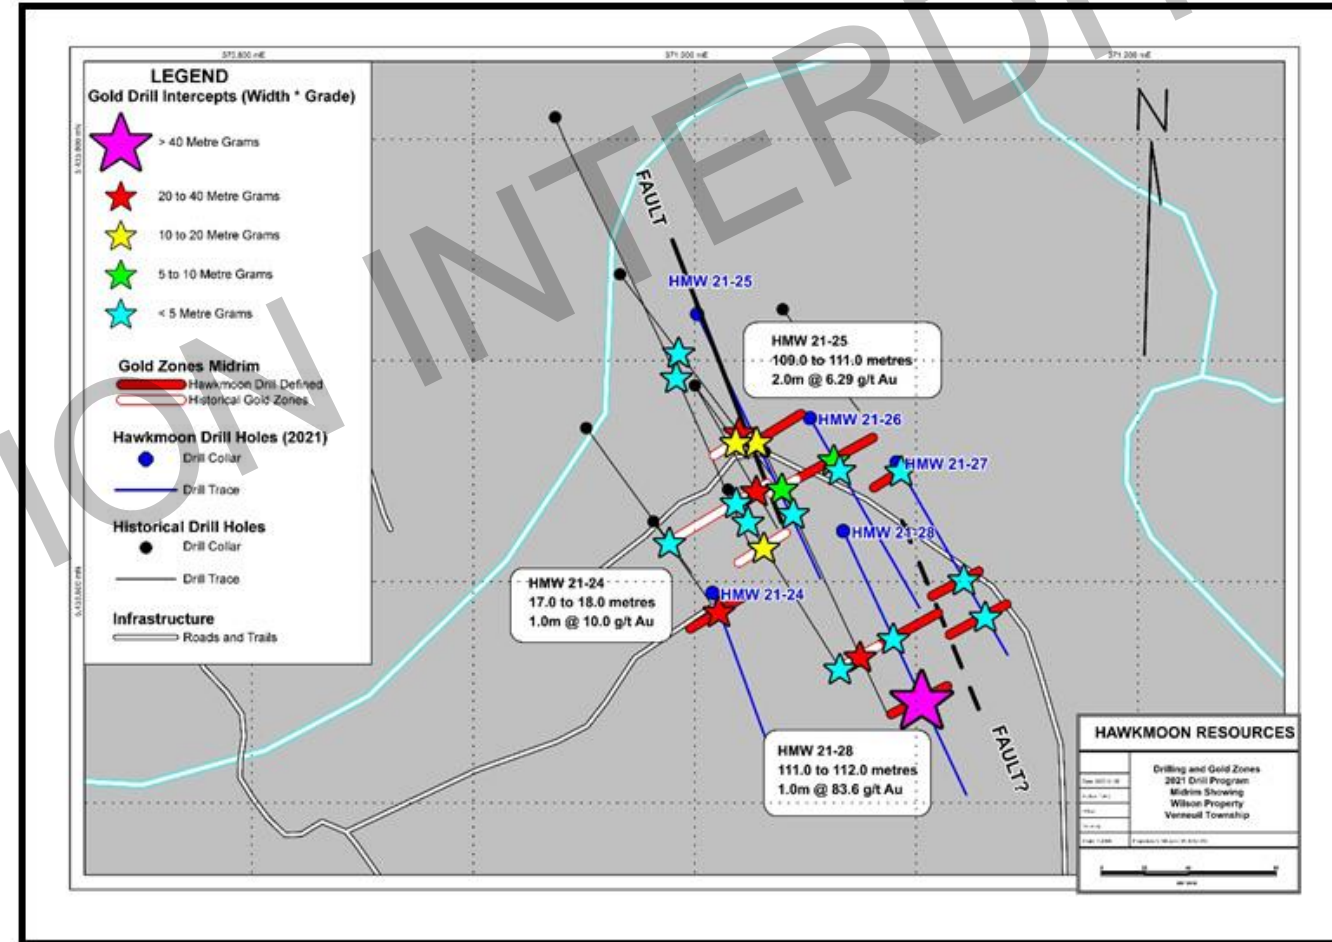 ION INTERDI
371,000 mE
371,200 mE
LEGEND
Gold Drill Intercepts (Width * Grade)
> 40 Metre Grams
20 to 40 Metre Grams
10 to 20 Metre Grams
5 to 10 Metre Grams
< 5 Metre Grams
Gold Zones Midrim
Hawkmoon Drill Defined
Historical Gold Zones
Hawkmoon Drill Holes (2021)
Drill Collar
Drill Trace
Historical Drill Holes
Drill Collar
Drill Trace
Infrastructure
Roads and Trails
N
FAULT
HMW 21-25
HMW 21-25
109.0 to 111.0 metres
2.0m @ 6.29 g/t Au
HMW 21-26
HMW 21-27
HMW 21-28
HMW 21-24
17.0 to 18.0 metres
1.0m @ 10.0 g/t Au
HMW 21-24
HMW 21-28
111.0 to 112.0 metres
1.0m @ 83.6 g/t Au
FAULT?
HAWKMOON RESOURCES
Drilling and Gold Zones
2021 Drill Program
Midrim Showing
Wilson Property
Verneuil Township